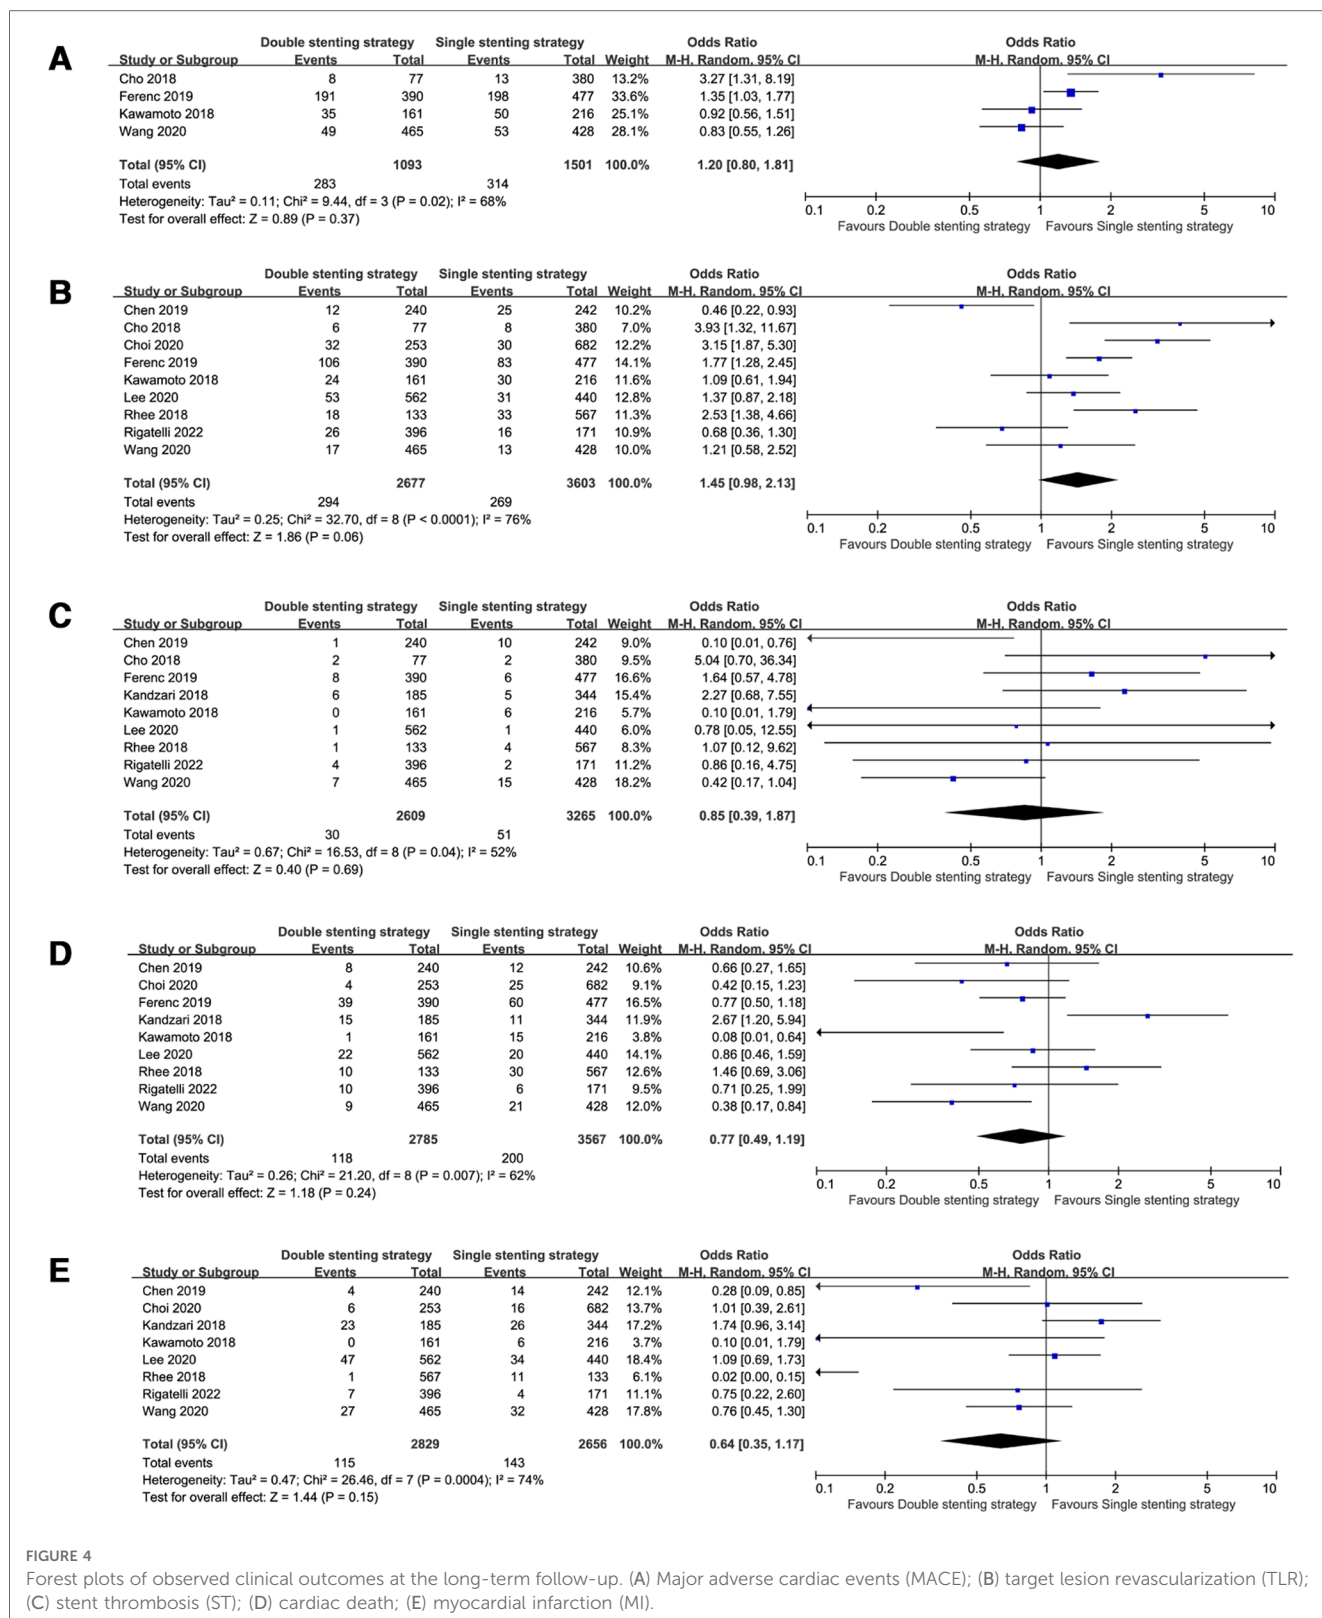 A
Double stenting strategy Single stenting strategy Odds Ratio Odds Ratio
Study or Subgroup Events Total Events Total Weight M-H, Random, 95% CI M-H, Random, 95% CI
Cho 2018 8 77 13 380 13.2% 3.27 [1.31, 8.19]
Ferenc 2019 191 390 198 477 33.6% 1.35 [1.03, 1.77]
Kawamoto 2018 35 161 50 216 25.1% 0.92 [0.56, 1.51]
Wang 2020 49 465 53 428 28.1% 0.83 [0.55, 1.26]
Total (95% CI) 1093 1501 100.0% 1.20 [0.80, 1.81]
Total events 283 314
Heterogeneity: Tau² = 0.11; Chi² = 9.44, df = 3 (P = 0.02); I² = 68%
Test for overall effect: Z = 0.89 (P = 0.37)
0.1 0.2 0.5 1 2 5 10
Favours Double stenting strategy Favours Single stenting strategy
B
Double stenting strategy Single stenting strategy Odds Ratio Odds Ratio
Study or Subgroup Events Total Events Total Weight M-H, Random, 95% CI M-H, Random, 95% CI
Chen 2019 12 240 25 242 10.2% 0.46 [0.22, 0.93]
Cho 2018 6 77 8 380 7.0% 3.93 [1.32, 11.67]
Choi 2020 32 253 30 682 12.2% 3.15 [1.87, 5.30]
Ferenc 2019 106 390 83 477 14.1% 1.77 [1.28, 2.45]
Kawamoto 2018 24 161 30 216 11.6% 1.09 [0.61, 1.94]
Lee 2020 53 562 31 440 12.8% 1.37 [0.87, 2.18]
Rhee 2018 18 133 33 567 11.3% 2.53 [1.38, 4.66]
Rigatelli 2022 26 396 16 171 10.9% 0.68 [0.36, 1.30]
Wang 2020 17 465 13 428 10.0% 1.21 [0.58, 2.52]
Total (95% CI) 2677 3603 100.0% 1.45 [0.98, 2.13]
Total events 294 269
Heterogeneity: Tau² = 0.25; Chi² = 32.70, df = 8 (P < 0.0001); I² = 76%
Test for overall effect: Z = 1.86 (P = 0.06)
0.1 0.2 0.5 1 2 5 10
Favours Double stenting strategy Favours Single stenting strategy
C
Double stenting strategy Single stenting strategy Odds Ratio Odds Ratio
Study or Subgroup Events Total Events Total Weight M-H, Random, 95% CI M-H, Random, 95% CI
Chen 2019 1 240 10 242 9.0% 0.10 [0.01, 0.76]
Cho 2018 2 77 2 380 9.5% 5.04 [0.70, 36.34]
Ferenc 2019 8 390 6 477 16.6% 1.64 [0.57, 4.78]
Kandzari 2018 6 185 5 344 15.4% 2.27 [0.68, 7.55]
Kawamoto 2018 0 161 6 216 5.7% 0.10 [0.01, 1.79]
Lee 2020 1 562 1 440 6.0% 0.78 [0.05, 12.55]
Rhee 2018 1 133 4 567 8.3% 1.07 [0.12, 9.62]
Rigatelli 2022 4 396 2 171 11.2% 0.86 [0.16, 4.75]
Wang 2020 7 465 15 428 18.2% 0.42 [0.17, 1.04]
Total (95% CI) 2609 3265 100.0% 0.85 [0.39, 1.87]
Total events 30 51
Heterogeneity: Tau² = 0.67; Chi² = 16.53, df = 8 (P = 0.04); I² = 52%
Test for overall effect: Z = 0.40 (P = 0.69)
0.1 0.2 0.5 1 2 5 10
Favours Double stenting strategy Favours Single stenting strategy
D
Double stenting strategy Single stenting strategy Odds Ratio Odds Ratio
Study or Subgroup Events Total Events Total Weight M-H, Random, 95% CI M-H, Random, 95% CI
Chen 2019 8 240 12 242 10.6% 0.66 [0.27, 1.65]
Choi 2020 4 253 25 682 9.1% 0.42 [0.15, 1.23]
Ferenc 2019 39 390 60 477 16.5% 0.77 [0.50, 1.18]
Kandzari 2018 15 185 11 344 11.9% 2.67 [1.20, 5.94]
Kawamoto 2018 1 161 15 216 3.8% 0.08 [0.01, 0.64]
Lee 2020 22 562 20 440 14.1% 0.86 [0.46, 1.59]
Rhee 2018 10 133 30 567 12.6% 1.46 [0.69, 3.06]
Rigatelli 2022 10 396 6 171 9.5% 0.71 [0.25, 1.99]
Wang 2020 9 465 21 428 12.0% 0.38 [0.17, 0.84]
Total (95% CI) 2785 3567 100.0% 0.77 [0.49, 1.19]
Total events 118 200
Heterogeneity: Tau² = 0.26; Chi² = 21.20, df = 8 (P = 0.007); I² = 62%
Test for overall effect: Z = 1.18 (P = 0.24)
0.1 0.2 0.5 1 2 5 10
Favours Double stenting strategy Favours Single stenting strategy
E
Double stenting strategy Single stenting strategy Odds Ratio Odds Ratio
Study or Subgroup Events Total Events Total Weight M-H, Random, 95% CI M-H, Random, 95% CI
Chen 2019 4 240 14 242 12.1% 0.28 [0.09, 0.85]
Choi 2020 6 253 16 682 13.7% 1.01 [0.39, 2.61]
Kandzari 2018 23 185 26 344 17.2% 1.74 [0.96, 3.14]
Kawamoto 2018 0 161 6 216 3.7% 0.10 [0.01, 1.79]
Lee 2020 47 562 34 440 18.4% 1.09 [0.69, 1.73]
Rhee 2018 1 567 11 133 6.1% 0.02 [0.00, 0.15]
Rigatelli 2022 7 396 4 171 11.1% 0.75 [0.22, 2.60]
Wang 2020 27 465 32 428 17.8% 0.76 [0.45, 1.30]
Total (95% CI) 2829 2656 100.0% 0.64 [0.35, 1.17]
Total events 115 143
Heterogeneity: Tau² = 0.47; Chi² = 26.46, df = 7 (P = 0.0004); I² = 74%
Test for overall effect: Z = 1.44 (P = 0.15)
0.1 0.2 0.5 1 2 5 10
Favours Double stenting strategy Favours Single stenting strategy
FIGURE 4
Forest plots of observed clinical outcomes at the long-term follow-up. (A) Major adverse cardiac events (MACE); (B) target lesion revascularization (TLR);
(C) stent thrombosis (ST); (D) cardiac death; (E) myocardial infarction (MI).